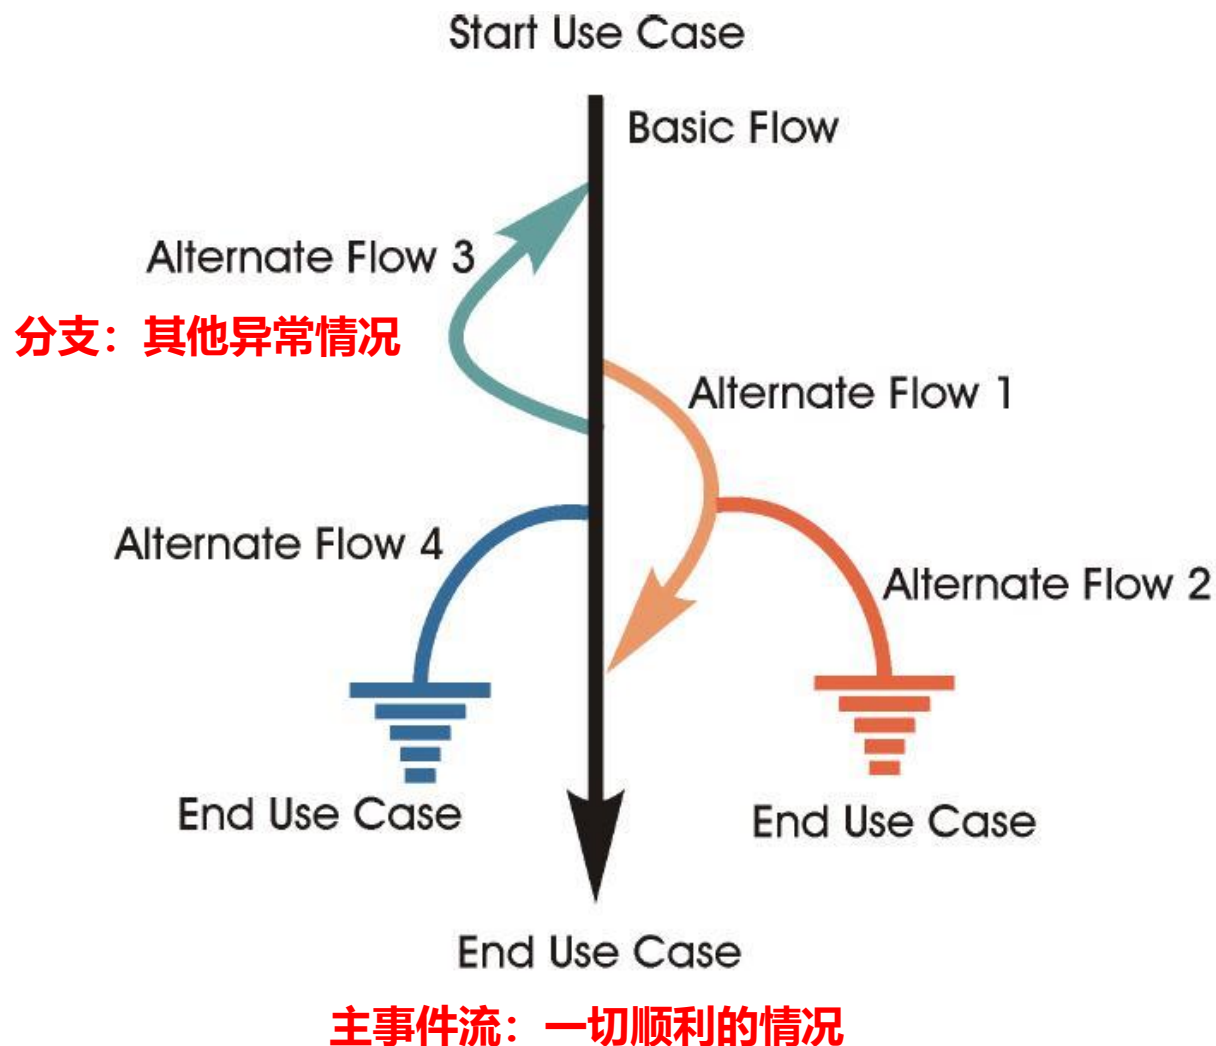 Start Use Case
Basic Flow
Alternate Flow 3
分支：其他异常情况
Alternate Flow 1
Alternate Flow 4
Alternate Flow 2
End Use Case
End Use Case
End Use Case
主事件流：一切顺利的情况